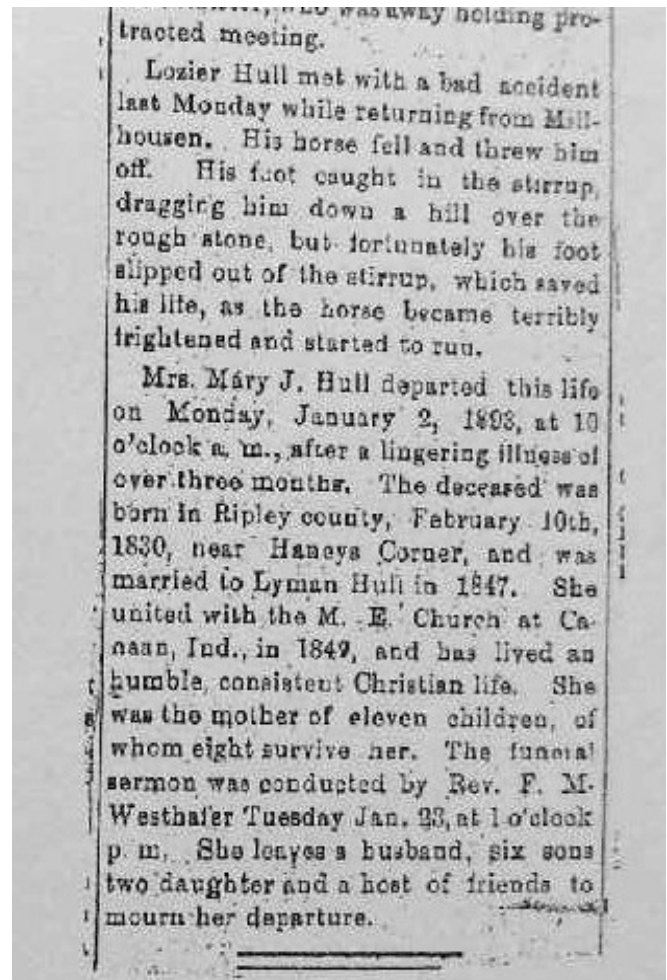 was away holding pro-
tracted meeting.
Lozier Hull met with a bad accident
last Monday while returning from Mill-
housen. His horse fell and threw him
off. His foot caught in the stirrup,
dragging him down a hill over the
rough stone, but fortunately his foot
slipped out of the stirrup, which saved
his life, as the horse became terribly
frightened and started to run.
Mrs. Mary J. Hull departed this life
on Monday, January 2, 1893, at 10
o'clock a. m., after a lingering illness of
over three months. The deceased was
born in Ripley county, February 10th,
1830, near Haneys Corner, and was
married to Lyman Hull in 1847. She
united with the M. E. Church at Ca-
naan, Ind., in 1849, and has lived an
humble, consistent Christian life. She
was the mother of eleven children, of
whom eight survive her. The funeral
sermon was conducted by Rev. F. M.
Westhafer Tuesday Jan. 23, at 1 o'clock
p. m. She leaves a husband, six sons
two daughter and a host of friends to
mourn her departure.